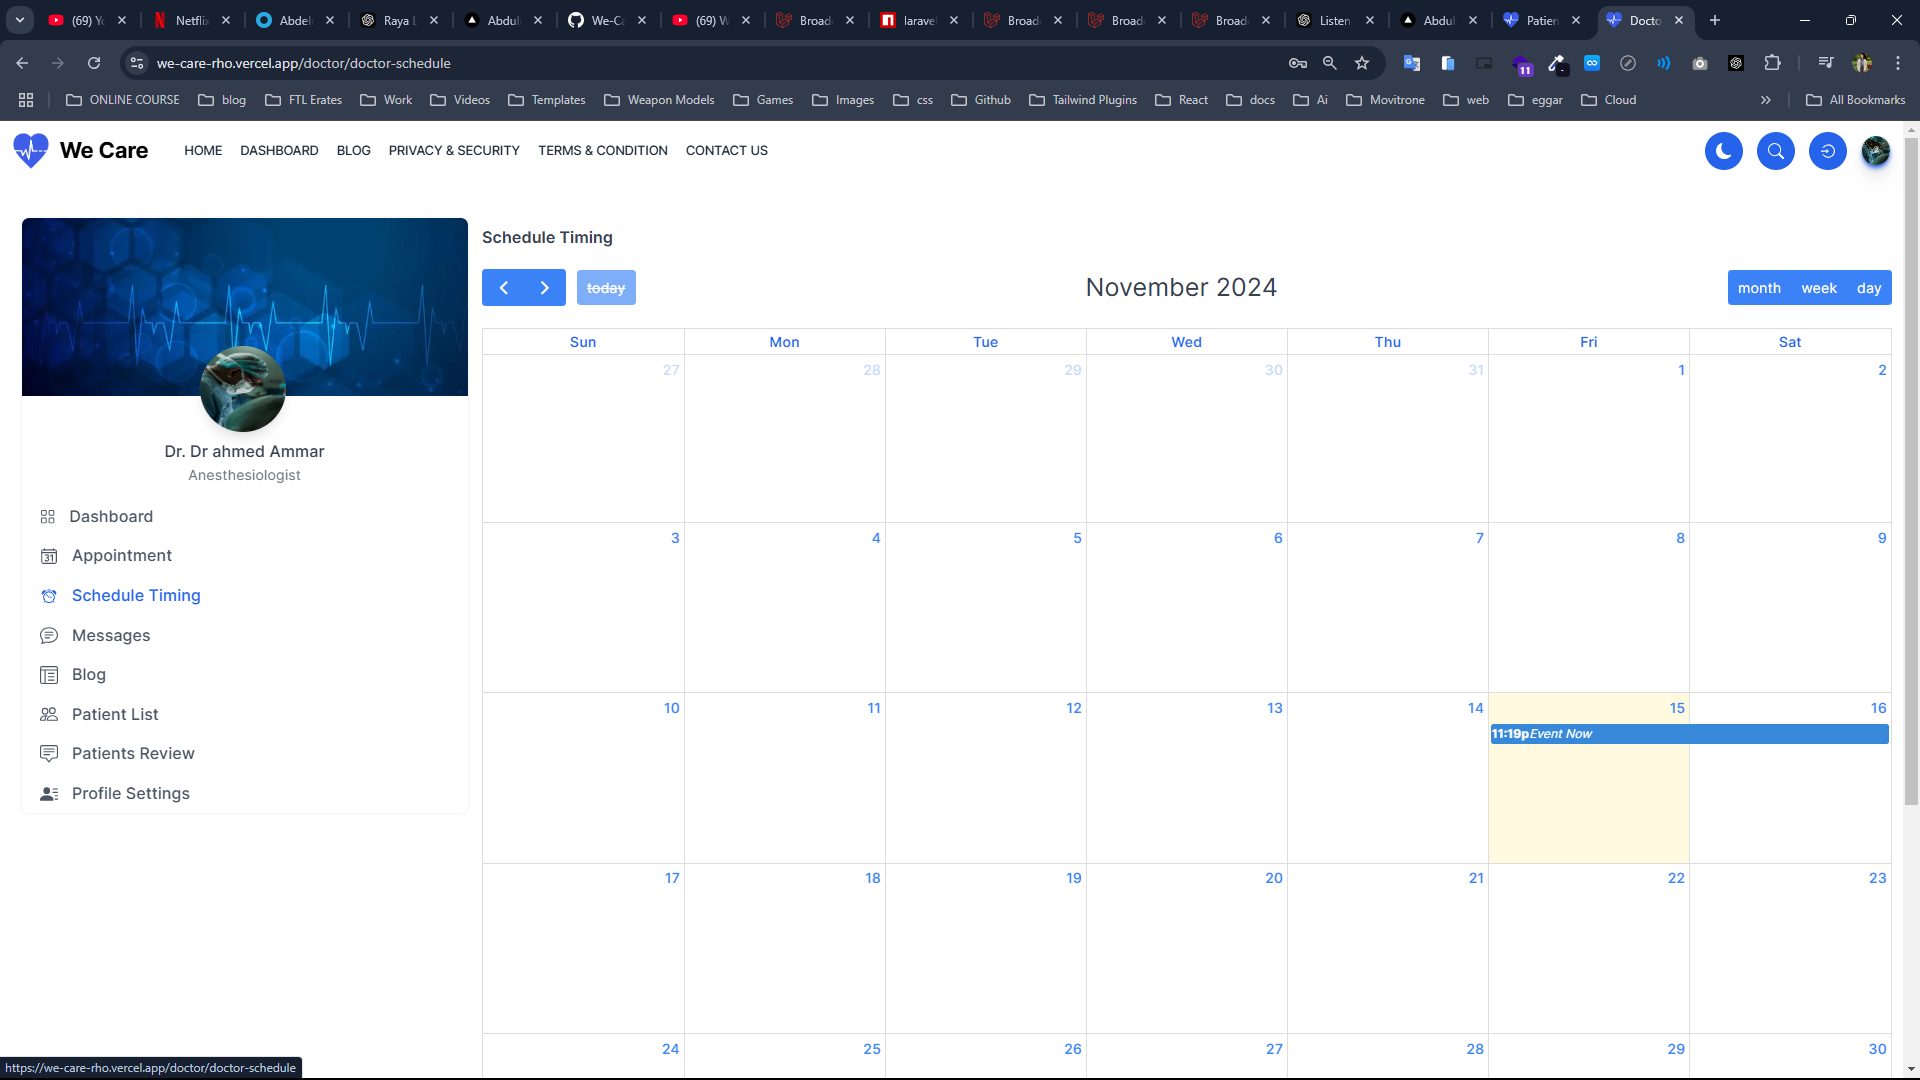 (69) Yo
Netflix
Abdel
Raya L
Abdul
We-Ca
(69) W
Broad
laravel
Broad
Broad
Broad
Listen
Abdul
Patien
Docto
we-care-rho.vercel.app/doctor/doctor-schedule
11
ONLINE COURSE
blog
FTL Erates
Work
Videos
Templates
Weapon Models
Games
Images
css
Github
Tailwind Plugins
React
docs
Ai
Movitrone
web
eggar
Cloud
All Bookmarks
We Care
HOME
DASHBOARD
BLOG
PRIVACY & SECURITY
TERMS & CONDITION
CONTACT US
Dr. Dr ahmed Ammar
Anesthesiologist
Dashboard
31
Appointment
Schedule Timing
Messages
Blog
Patient List
Patients Review
Profile Settings
Schedule Timing
today
November 2024
month week day
Sun Mon Tue Wed Thu Fri Sat
27 28 29 30 31 1 2
3 4 5 6 7 8 9
10 11 12 13 14 15 16
11:19pEvent Now
17 18 19 20 21 22 23
24 25 26 27 28 29 30
https://we-care-rho.vercel.app/doctor/doctor-schedule